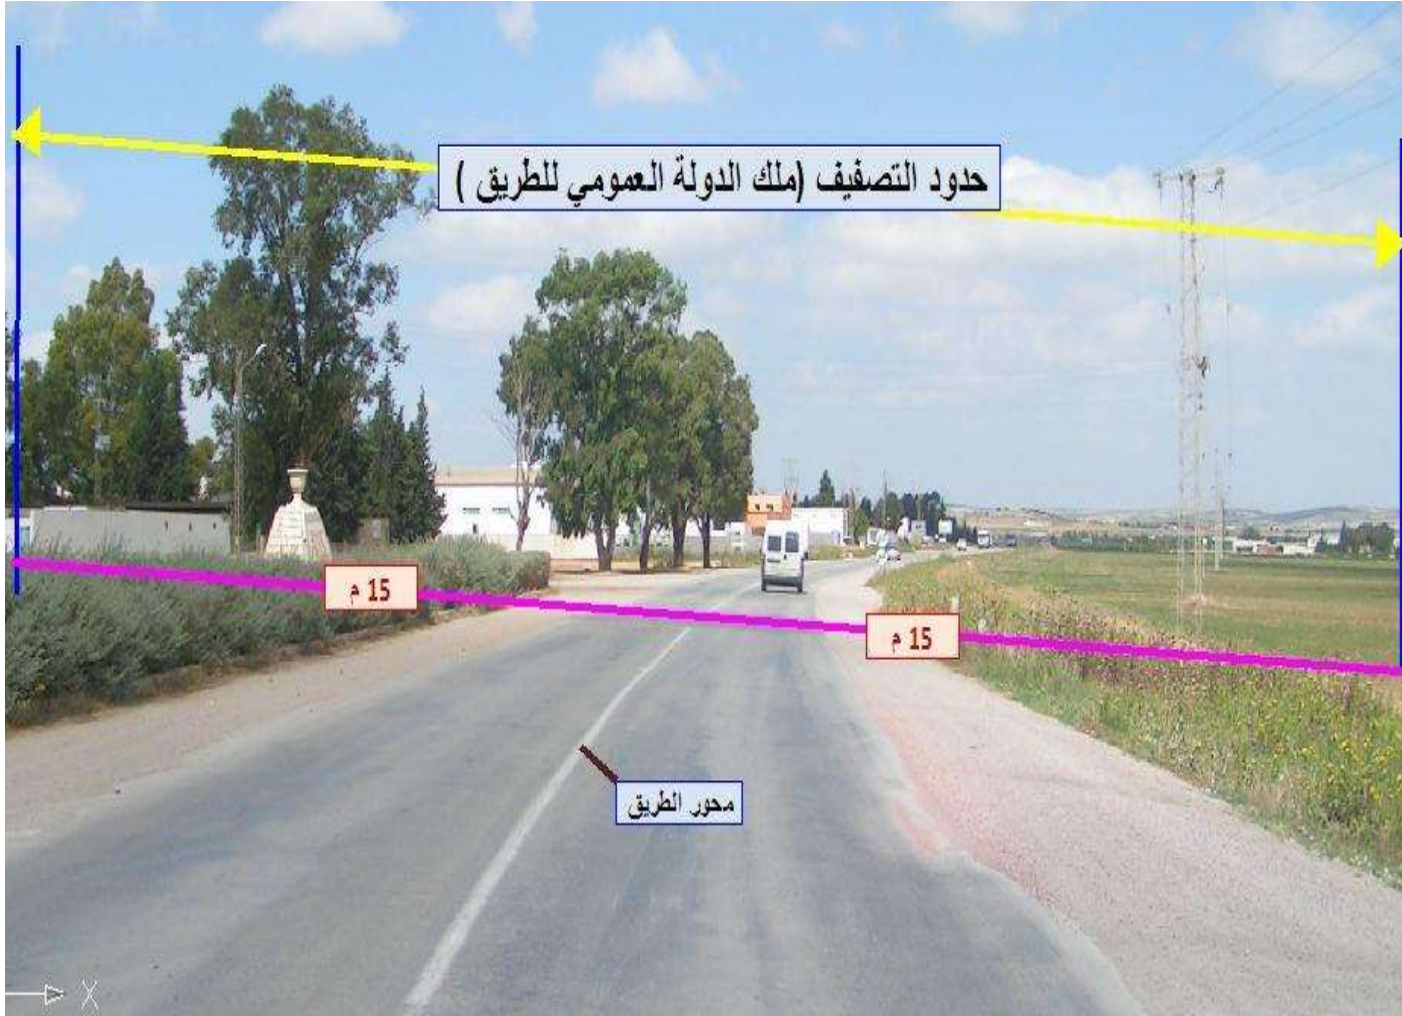 حدود التصفيف (ملك الدولة العمومي للطريق )
15 م
15 م
محور الطريق
X